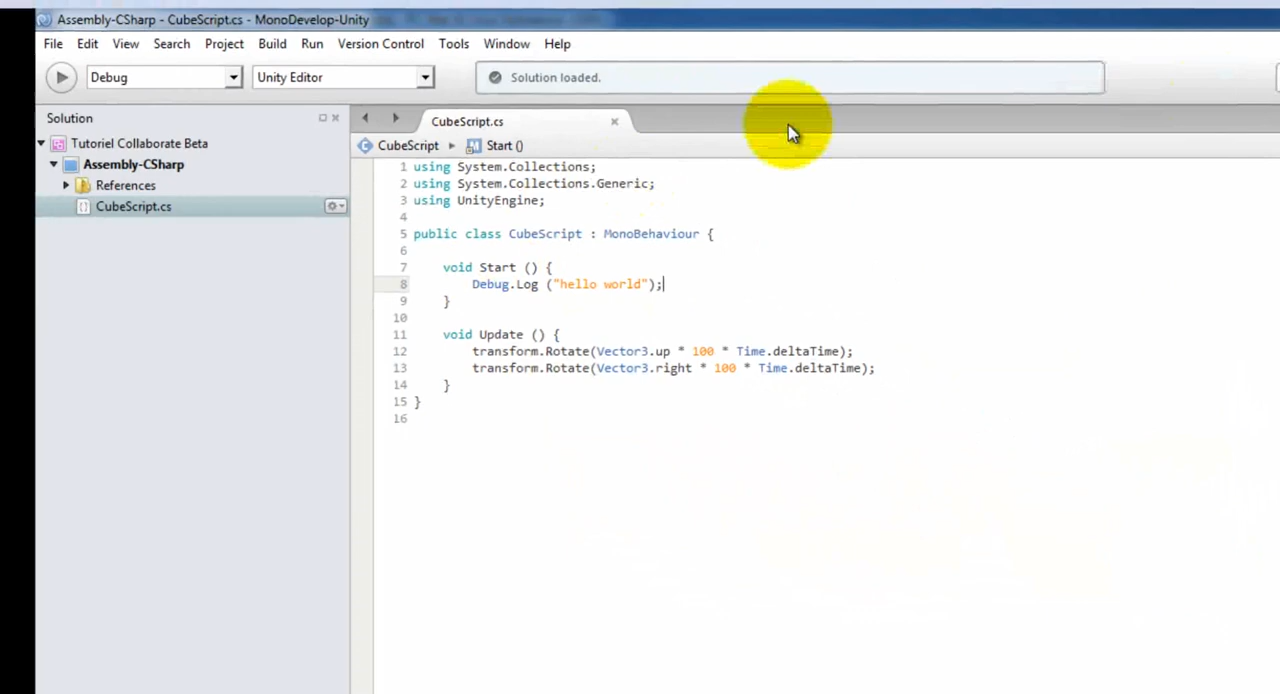 Assembly-CSharp - CubeScript.cs - MonoDevelop-Unity
File Edit View Search Project Build Run Version Control Tools Window Help
Debug Unity Editor Solution loaded.
Solution
CubeScript.cs
CubeScript Start ()
Tutoriel Collaborate Beta
Assembly-CSharp
References
CubeScript.cs
1 using System.Collections;
2 using System.Collections.Generic;
3 using UnityEngine;
4
5 public class CubeScript : MonoBehaviour {
6
7 void Start () {
8 Debug.Log ("hello world");
9 }
10
11 void Update () {
12 transform.Rotate(Vector3.up * 100 * Time.deltaTime);
13 transform.Rotate(Vector3.right * 100 * Time.deltaTime);
14 }
15 }
16